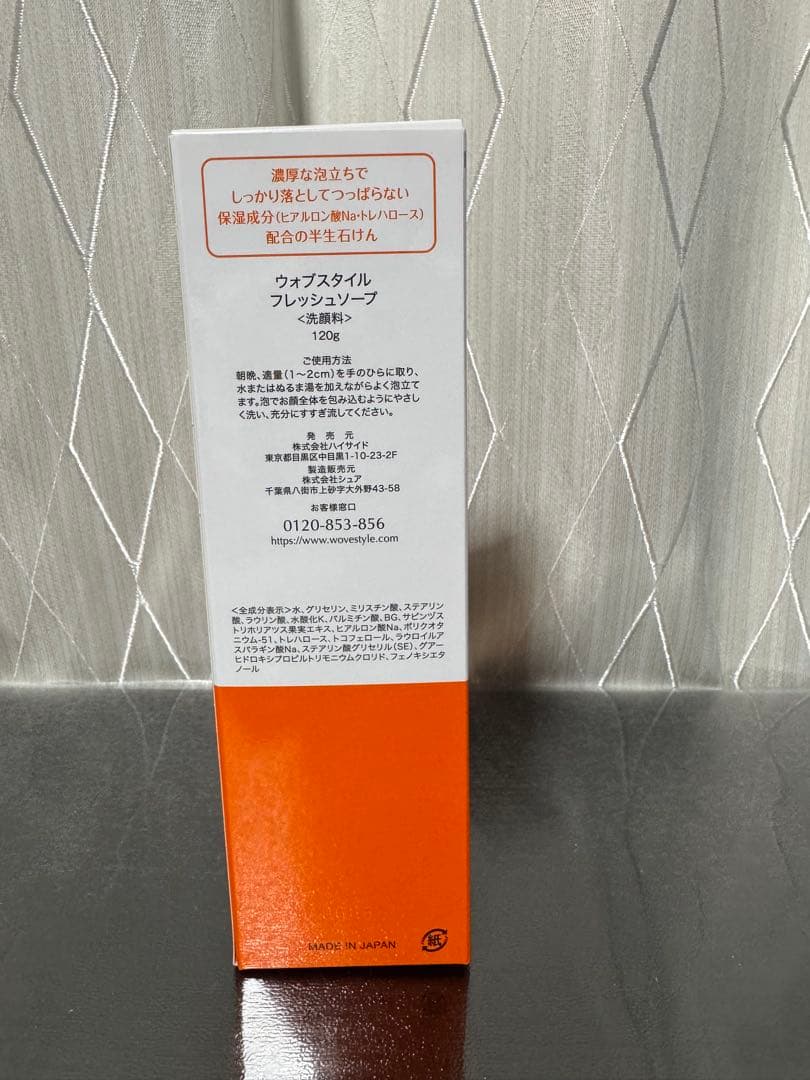 濃厚な泡立ちで
しっかり落としてつっぱらない
保湿成分(ヒアルロン酸Na・トレハロース)
配合の半生石けん
ウォブスタイル
フレッシュソープ
<洗顔料>
120g
ご使用方法
朝晩、適量(1〜2cm)を手のひらに取り、
水またはぬるま湯を加えながらよく泡立て
ます。泡でお顔全体を包み込むようにやさし
く洗い、充分にすすぎ流してください。
発売元
株式会社ハイサイド
東京都目黒区中目黒1-10-23-2F
製造販売元
株式会社シュア
千葉県八街市上砂字大外野43-58
お客様窓口
0120-853-856
https://www.wovestyle.com
<全成分表示>水、グリセリン、ミリスチン酸、ステアリン
酸、ラウリン酸、水酸化K、パルミチン酸、BG、サピンヅス
トリホリアツス果実エキス、ヒアルロン酸Na、ポリクオタ
ニウム-51、トレハロース、トコフェロール、ラウロイルア
スパラギン酸Na、ステアリン酸グリセリル(SE)、グアー
ヒドロキシプロピルトリモニウムクロリド、フェノキシエタ
ノール
MADE IN JAPAN
紙